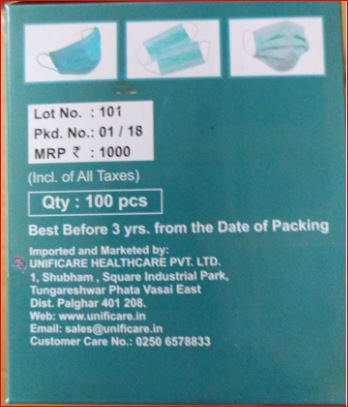 Lot No. : 101
Pkd. No.: 01 / 18
MRP ₹ : 1000
(Incl. of All Taxes)
Qty : 100 pcs
Best Before 3 yrs. from the Date of Packing
Imported and Marketed by:
UNIFICARE HEALTHCARE PVT. LTD.
1, Shubham , Square Industrial Park,
Tungareshwar Phata Vasai East
Dist. Palghar 401 208.
Web: www.unificare.in
Email: sales@unificare.in
Customer Care No.: 0250 6578833